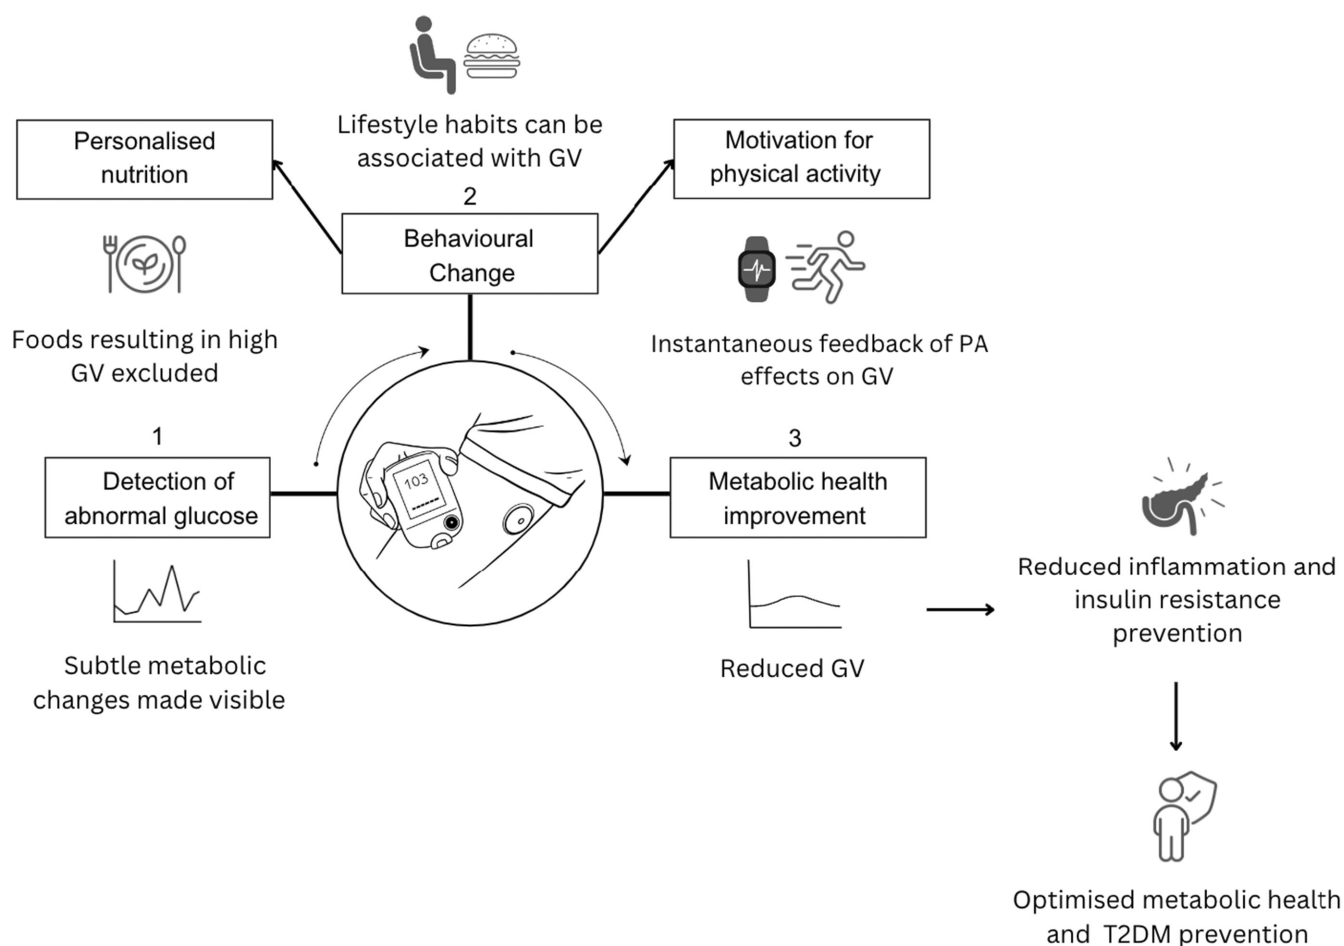 Lifestyle habits can be
associated with GV
Personalised
nutrition
Motivation for
physical activity
2
Behavioural
Change
Foods resulting in high
GV excluded
Instantaneous feedback of PA
effects on GV
1
Detection of
abnormal glucose
103
3
Metabolic health
improvement
Subtle metabolic
changes made visible
Reduced GV
Reduced inflammation and
insulin resistance
prevention
Optimised metabolic health
and T2DM prevention